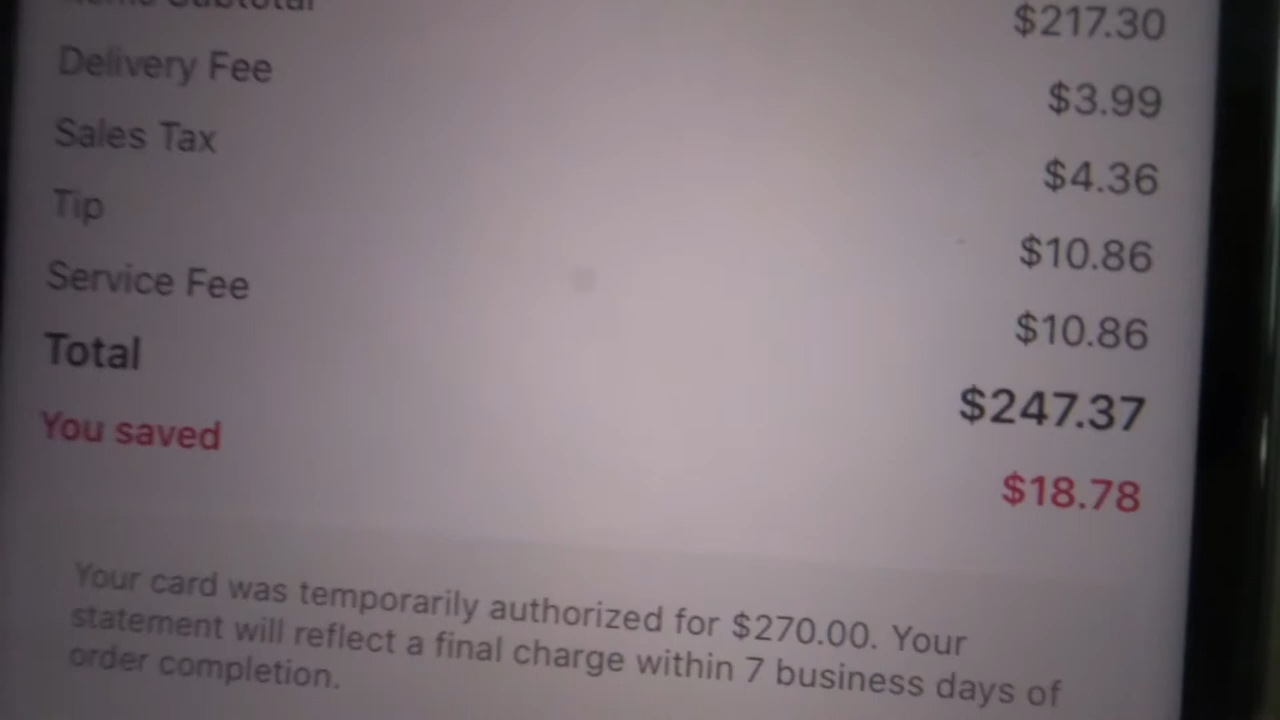 Items Subtotal $217.30
Delivery Fee $3.99
Sales Tax $4.36
Tip $10.86
Service Fee $10.86
Total $247.37
You saved $18.78
Your card was temporarily authorized for $270.00. Your
statement will reflect a final charge within 7 business days of
order completion.